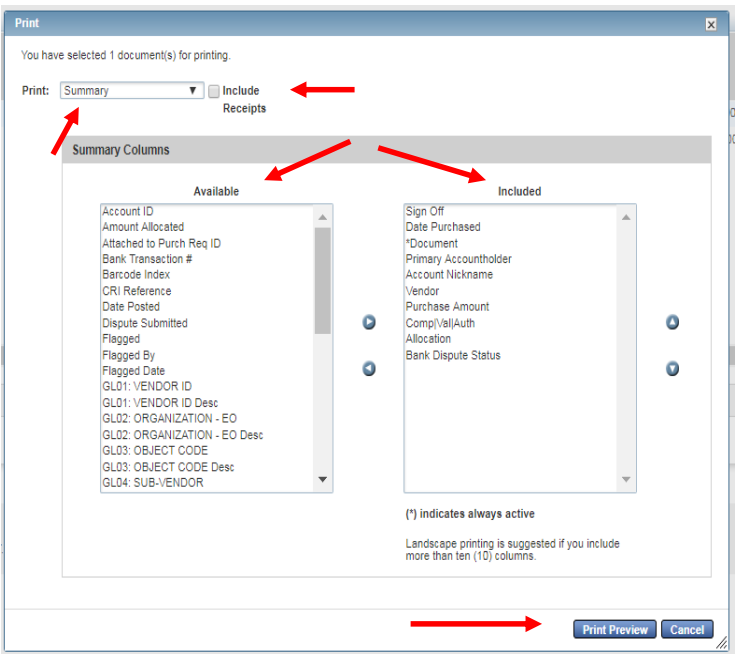 Print
You have selected 1 document(s) for printing.
Print: Summary Include
Receipts
Summary Columns
Available
Account ID
Amount Allocated
Attached to Purch Req ID
Bank Transaction #
Barcode Index
CRI Reference
Date Posted
Dispute Submitted
Flagged
Flagged By
Flagged Date
GL01: VENDOR ID
GL01: VENDOR ID Desc
GL02: ORGANIZATION - EO
GL02: ORGANIZATION - EO Desc
GL03: OBJECT CODE
GL03: OBJECT CODE Desc
GL04: SUB-VENDOR
Included
Sign Off
Date Purchased
*Document
Primary Accountholder
Account Nickname
Vendor
Purchase Amount
Comp|Val|Auth
Allocation
Bank Dispute Status
(*) indicates always active
Landscape printing is suggested if you include
more than ten (10) columns.
Print Preview Cancel